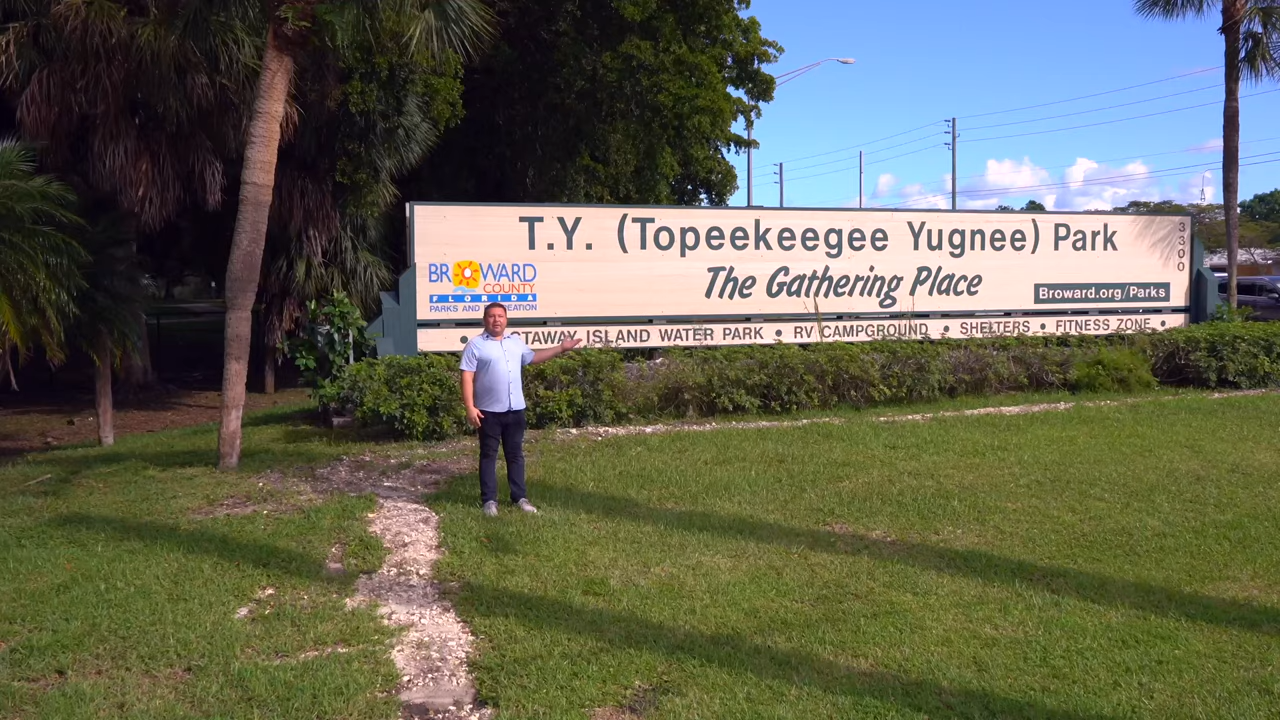 T.Y. (Topeekeegee Yugnee) Park
3300
The Gathering Place
BROWARD
COUNTY
FLORIDA
PARKS AND RECREATION
Broward.org/Parks
• ISLAND WATER PARK • RV CAMPGROUND • SHELTERS • FITNESS ZONE •